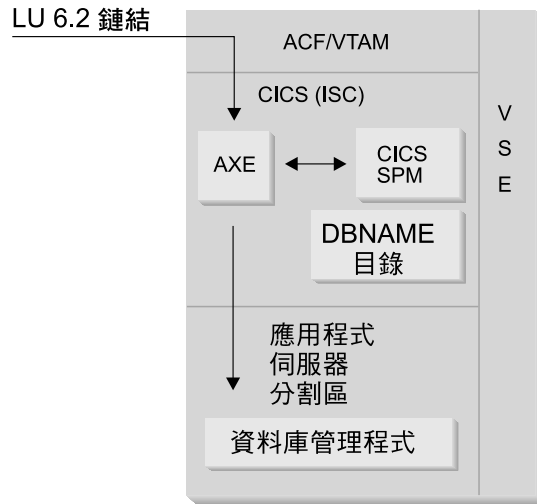 LU 6.2 鏈結
ACF/VTAM
CICS (ISC)
AXE
CICS
SPM
DBNAME
目錄
應用程式
伺服器
分割區
資料庫管理程式
V
S
E